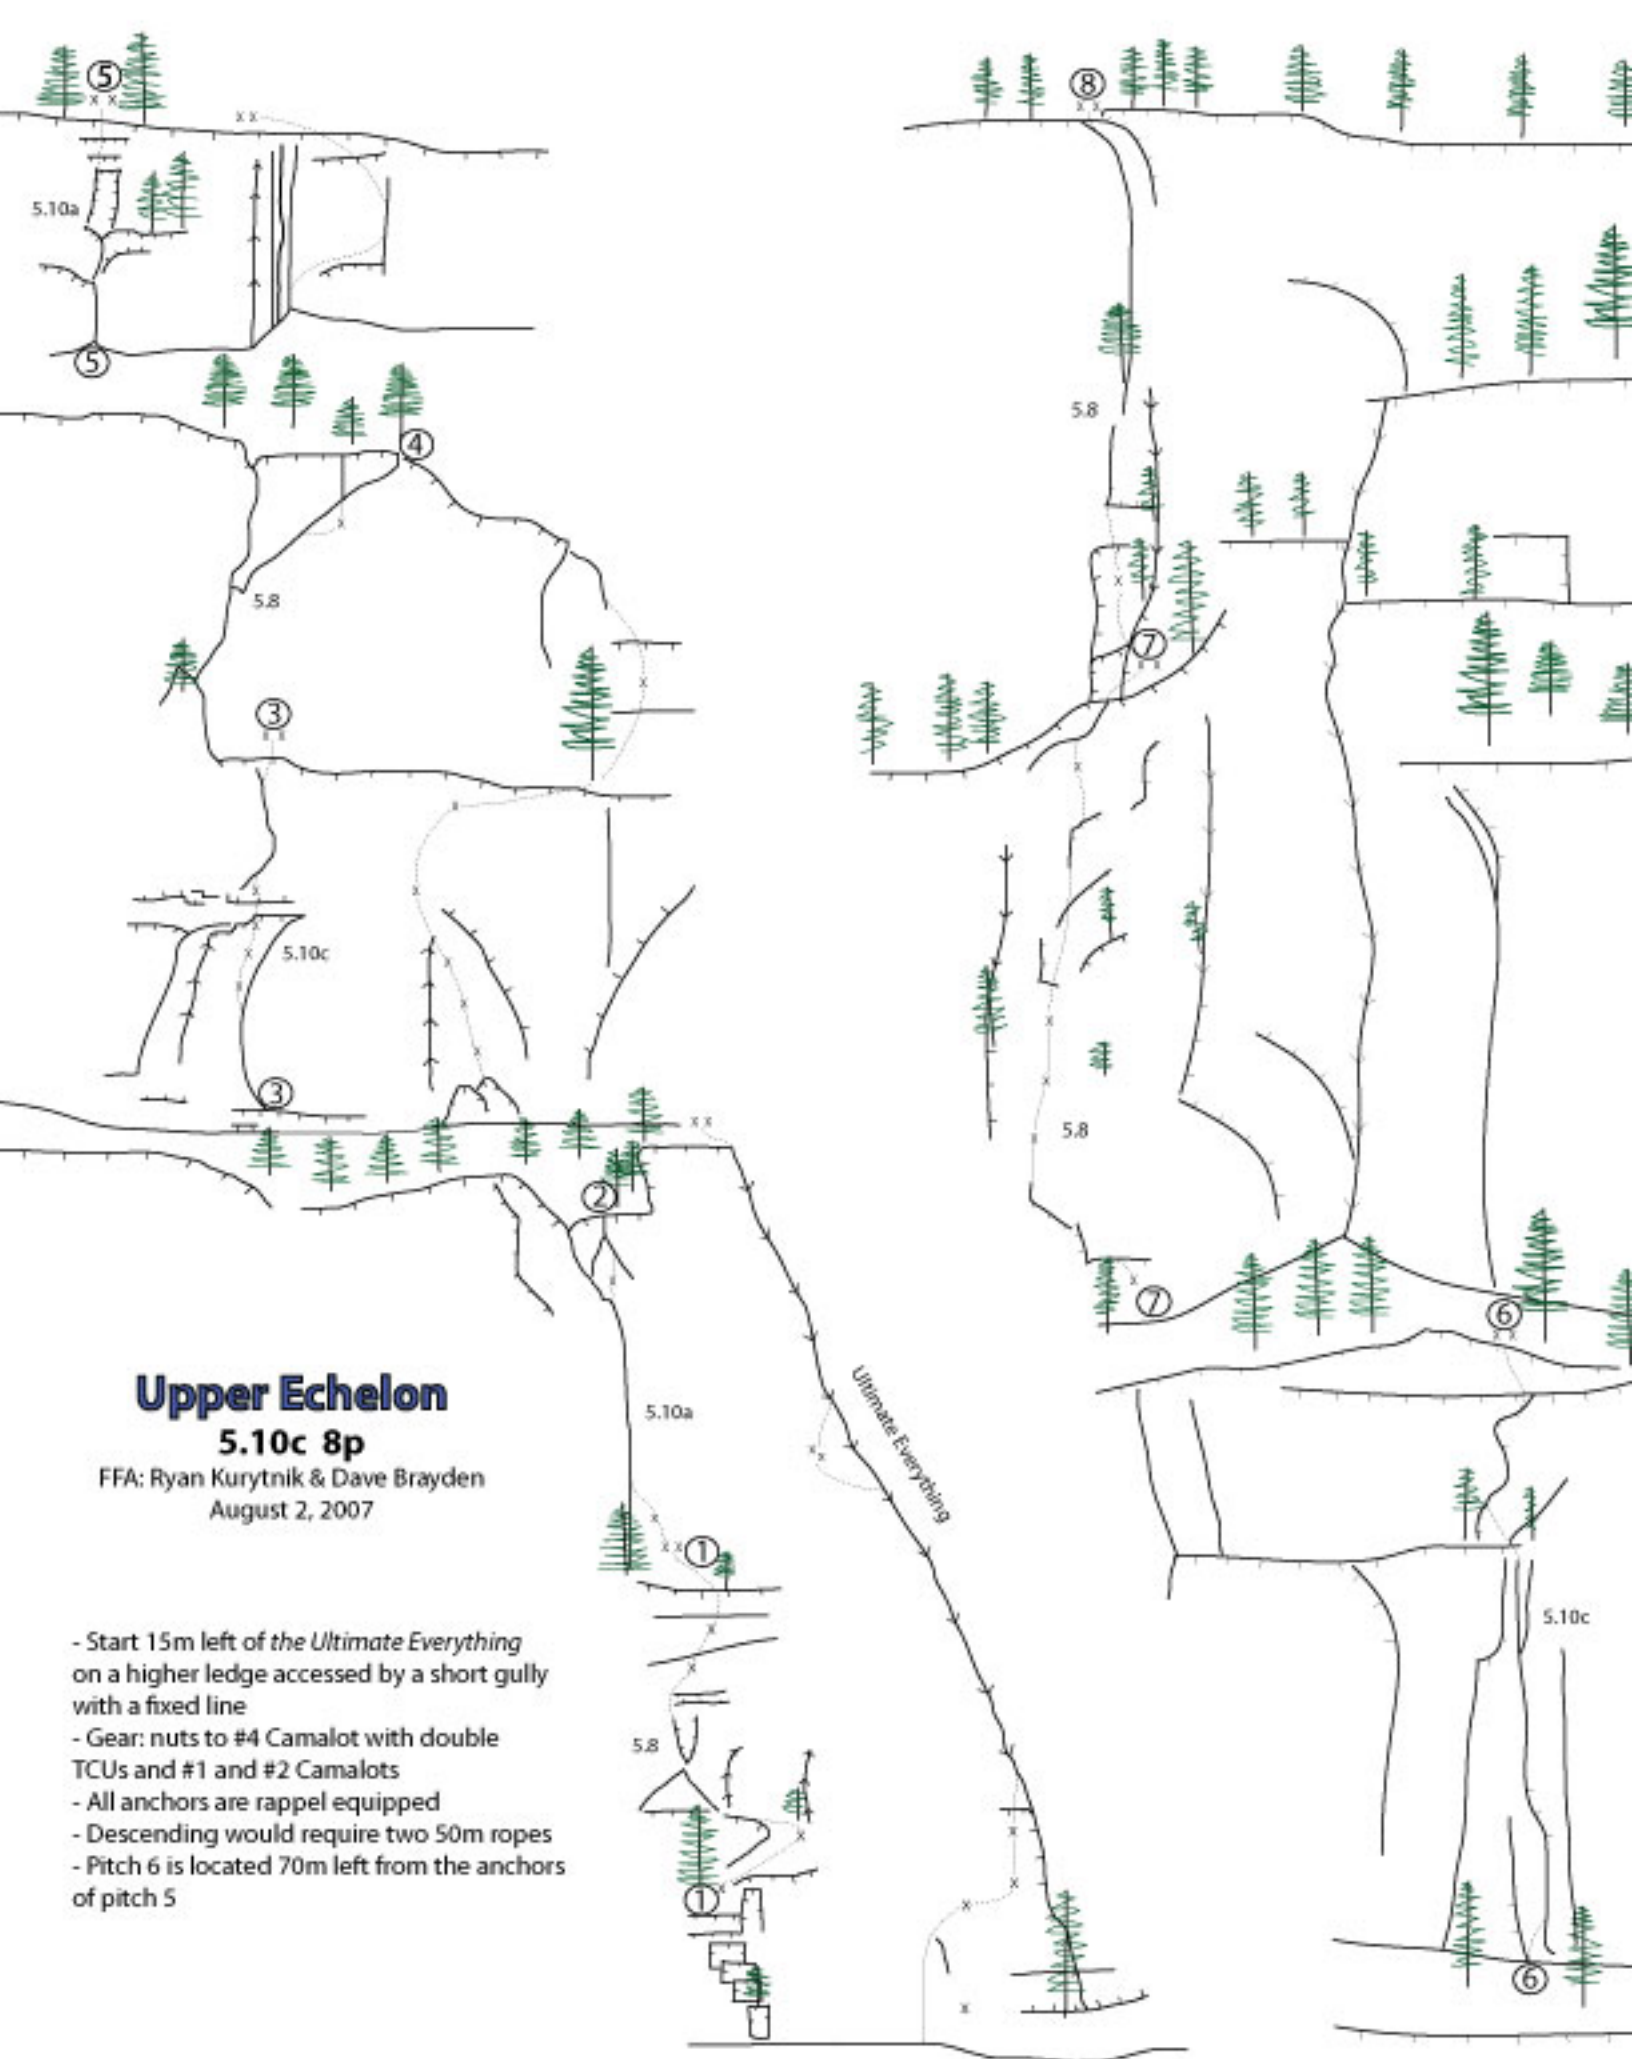 5
8
5.10a
5
5.8
4
5.8
7
3
5.10c
3
5.8
2
7
6
Upper Echelon
5.10c 8p
FFA: Ryan Kurytnik & Dave Brayden
August 2, 2007
5.10a
Ultimate Everything
1
5.10c
- Start 15m left of the Ultimate Everything
on a higher ledge accessed by a short gully
with a fixed line
- Gear: nuts to #4 Camalot with double
TCUs and #1 and #2 Camalots
- All anchors are rappel equipped
- Descending would require two 50m ropes
- Pitch 6 is located 70m left from the anchors
of pitch 5
5.8
1
6